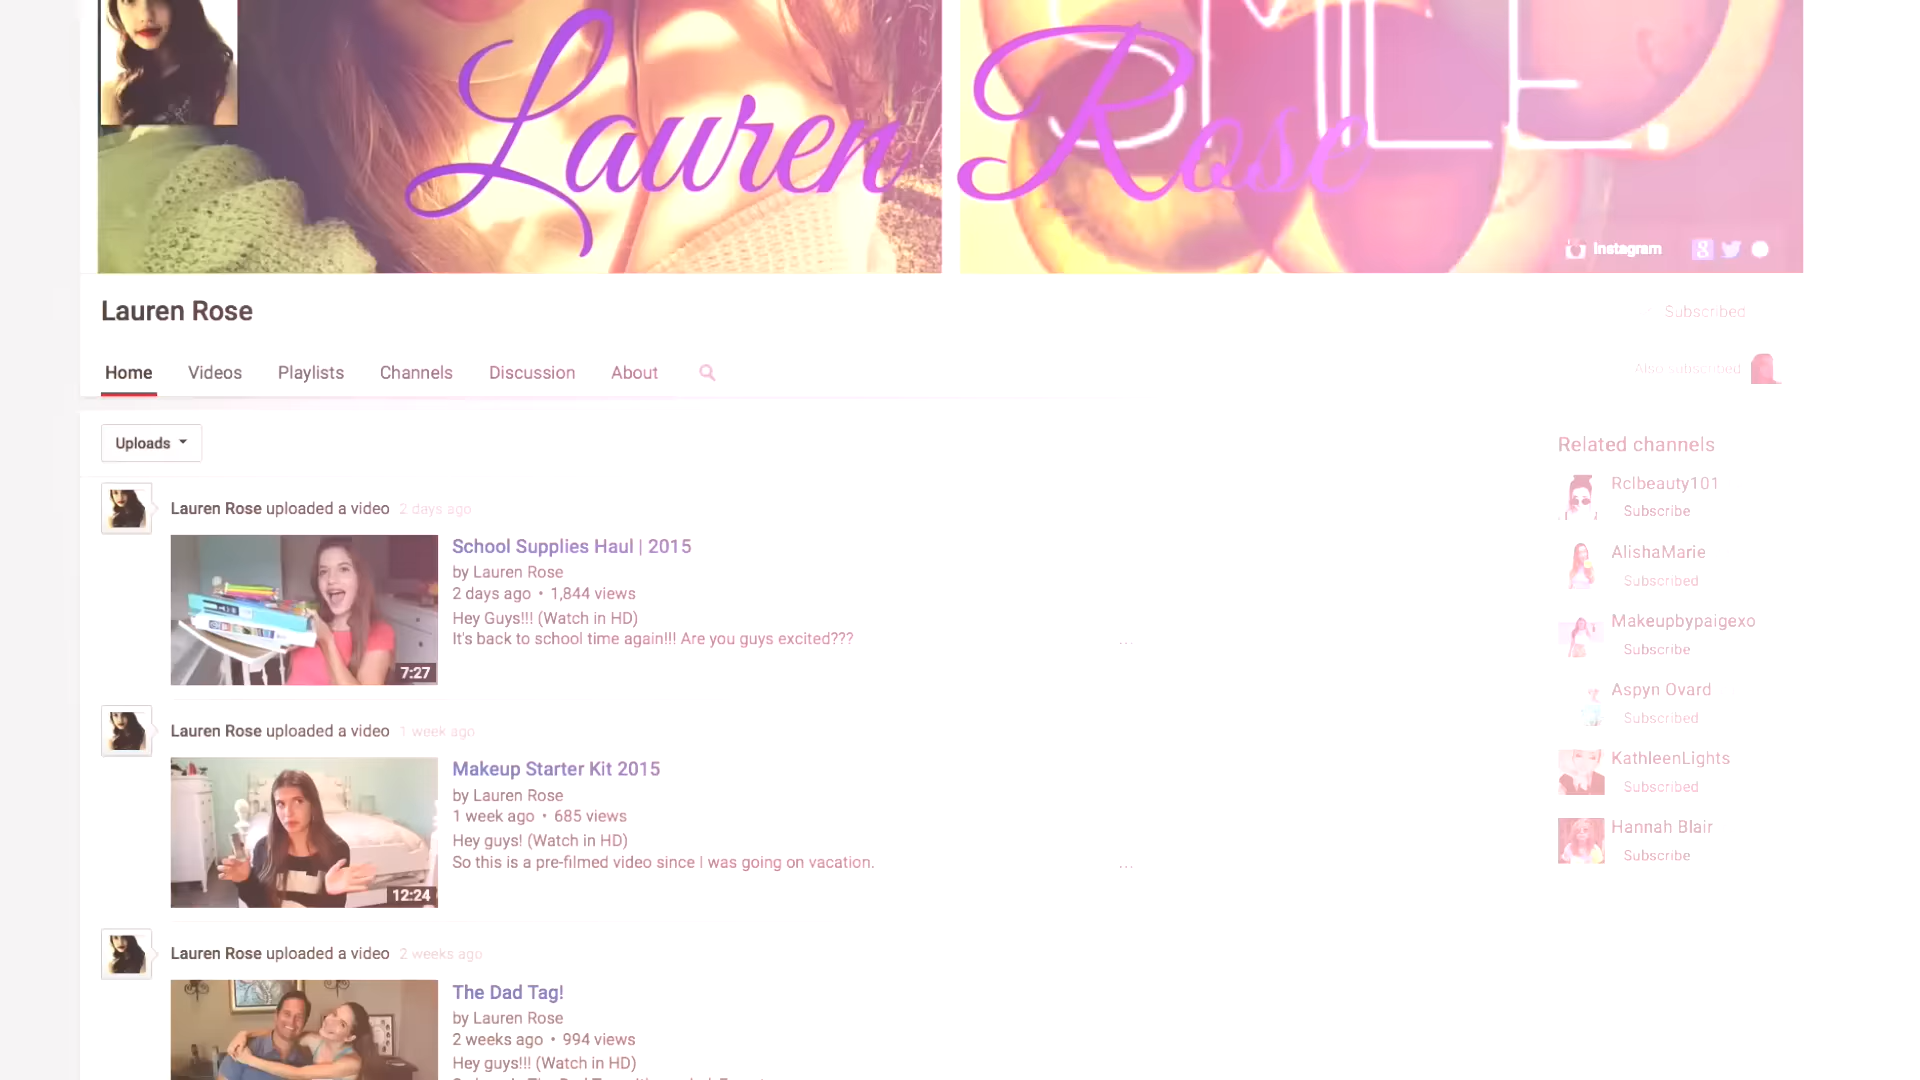 SMILED.
Lauren Rose
Instagram
Lauren Rose
Subscribed
Home Videos Playlists Channels Discussion About
Also subscribed
Uploads
Lauren Rose uploaded a video 2 days ago
School Supplies Haul | 2015
by Lauren Rose
2 days ago • 1,844 views
Hey Guys!!! (Watch in HD)
It's back to school time again!!! Are you guys excited???
...
7:27
Lauren Rose uploaded a video 1 week ago
Makeup Starter Kit 2015
by Lauren Rose
1 week ago • 685 views
Hey guys! (Watch in HD)
So this is a pre-filmed video since I was going on vacation.
...
12:24
Lauren Rose uploaded a video 2 weeks ago
The Dad Tag!
by Lauren Rose
2 weeks ago • 994 views
Hey guys!!! (Watch in HD)
Related channels
Rclbeauty101
Subscribe
AlishaMarie
Subscribed
Makeupbypaigexo
Subscribe
Aspyn Ovard
Subscribed
KathleenLights
Subscribed
Hannah Blair
Subscribe